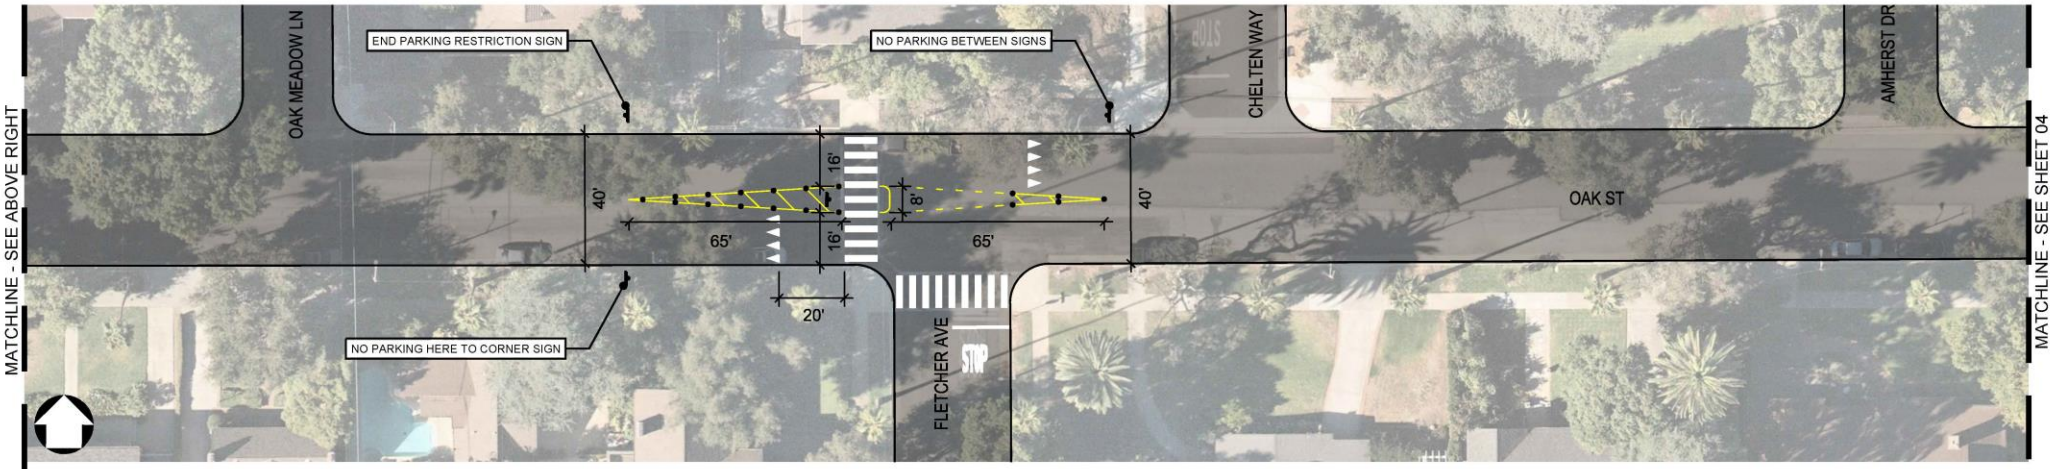 OAK MEADOW LN
END PARKING RESTRICTION SIGN
NO PARKING BETWEEN SIGNS
STOP
CHELTEN WAY
AMHERST DR
MATCHLINE - SEE ABOVE RIGHT
40'
65'
16'
16'
8'
65'
40'
OAK ST
MATCHLINE - SEE SHEET 04
20'
NO PARKING HERE TO CORNER SIGN
FLETCHER AVE
STOP